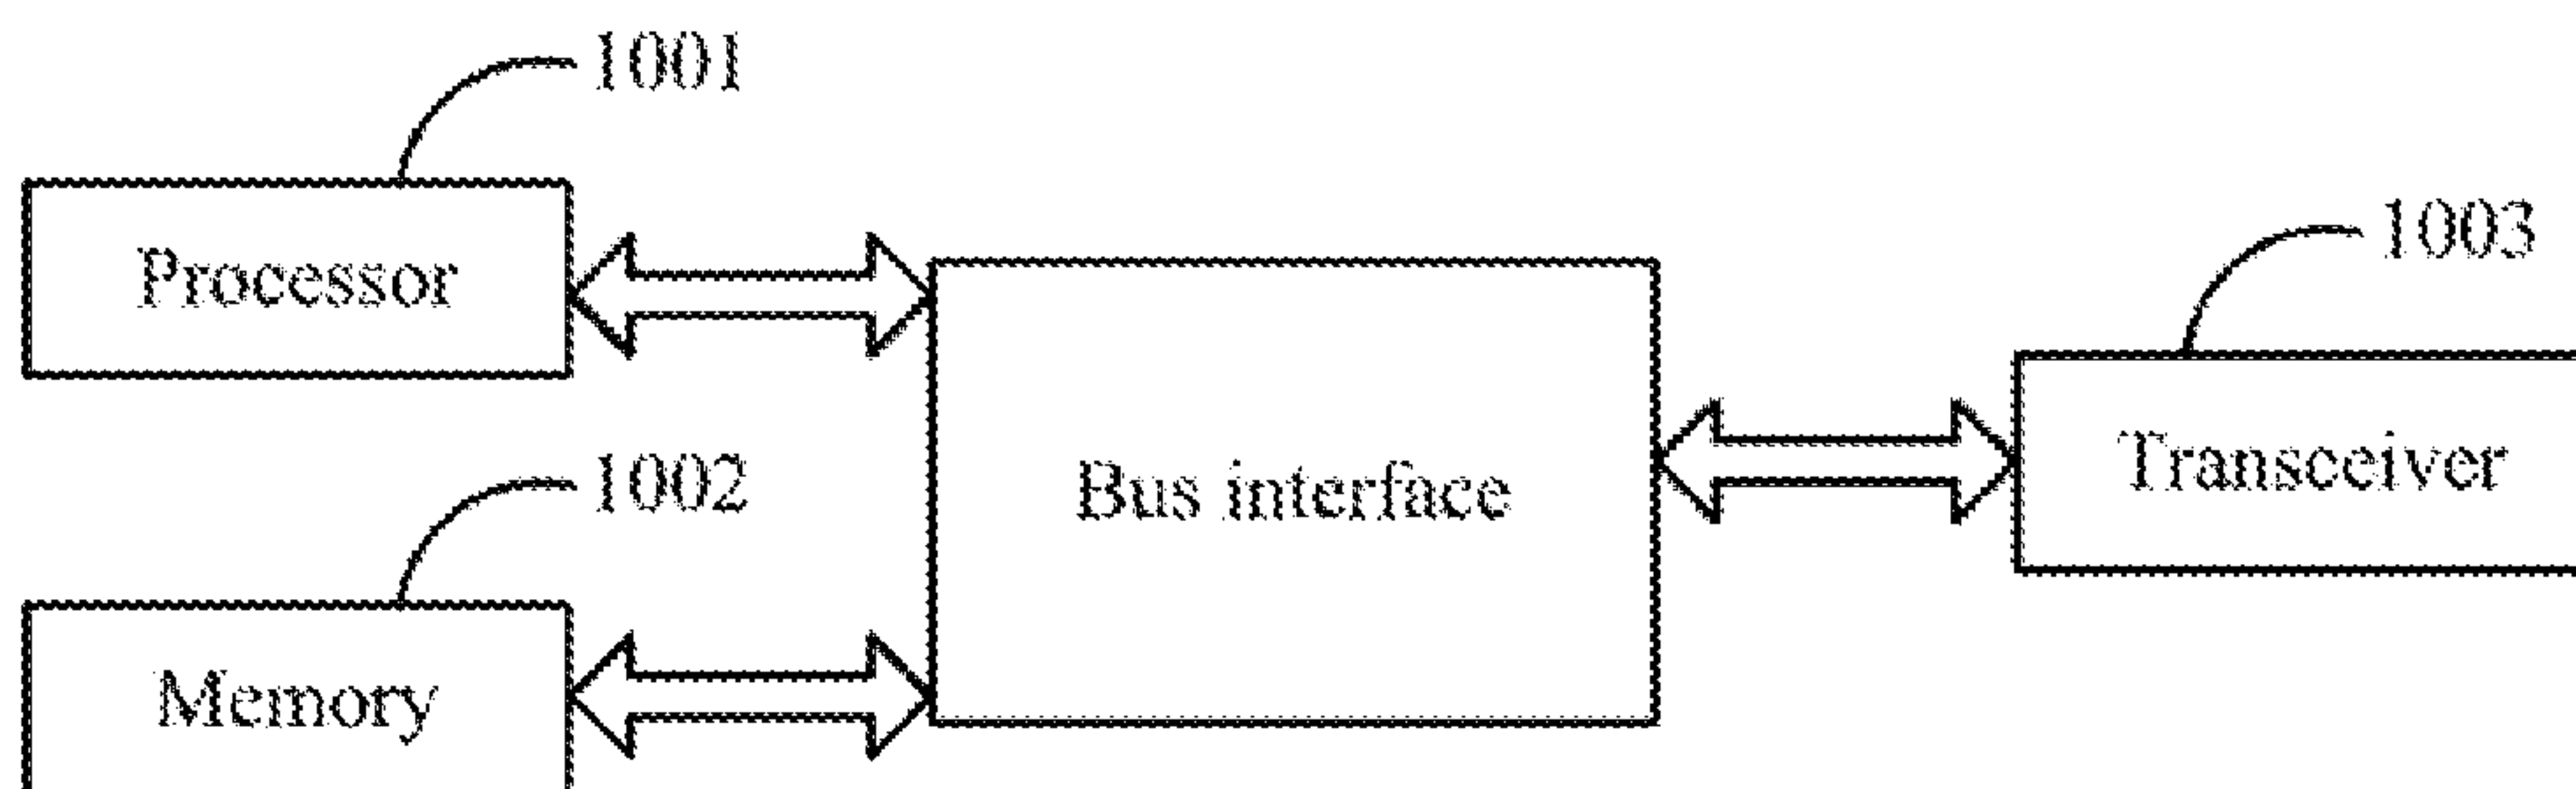 1001
Processor
1002
Memory
Bus interface
1003
Transceiver